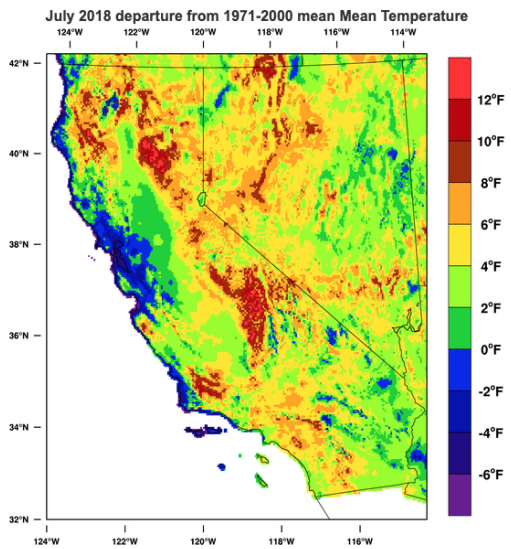 July 2018 departure from 1971-2000 mean Mean Temperature
124°W 122°W 120°W 118°W 116°W 114°W
42°N
40°N
38°N
36°N
34°N
32°N
124°W 122°W 120°W 118°W 116°W
12°F
10°F
8°F
6°F
4°F
2°F
0°F
-2°F
-4°F
-6°F